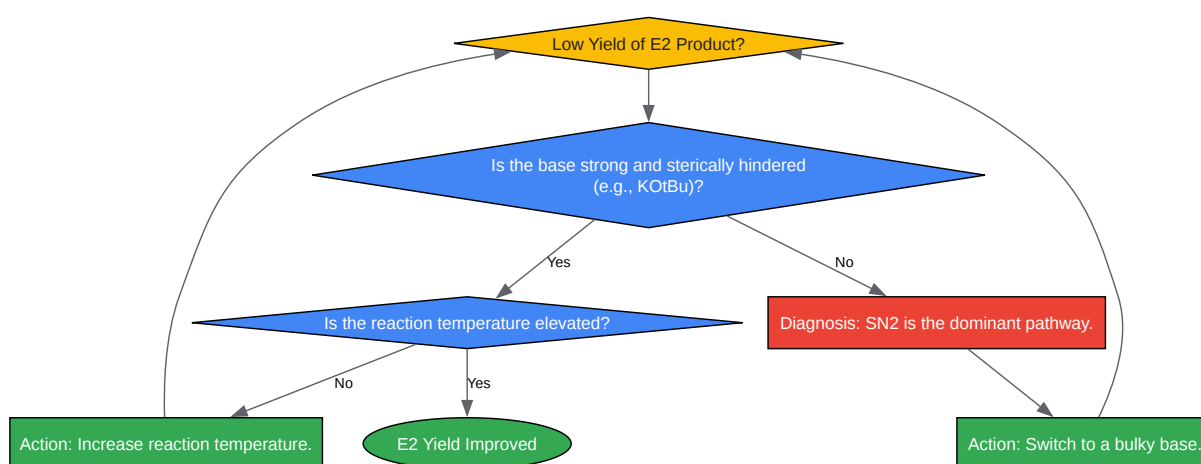 Low Yield of E2 Product?
Is the base strong and sterically hindered
(e.g., KOtBu)?
Yes
No
Is the reaction temperature elevated?
Diagnosis: SN2 is the dominant pathway.
No
Yes
Action: Increase reaction temperature.
E2 Yield Improved
Action: Switch to a bulky base.